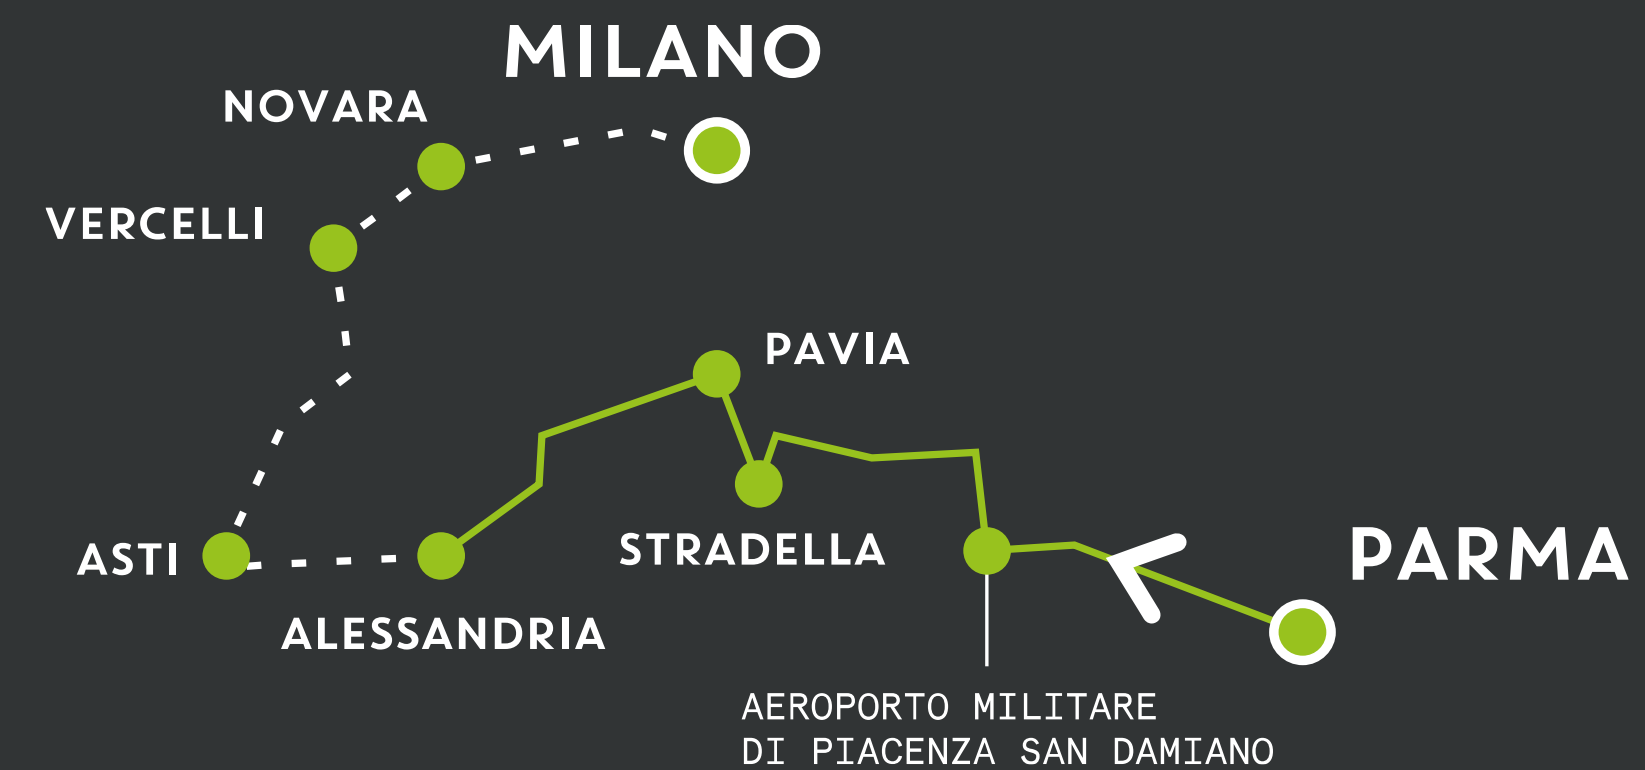 MILANO
NOVARA
VERCELLI
PAVIA
STRADELLA
PARMA
ASTI
ALESSANDRIA
AEROPORTO MILITARE
DI PIACENZA SAN DAMIANO